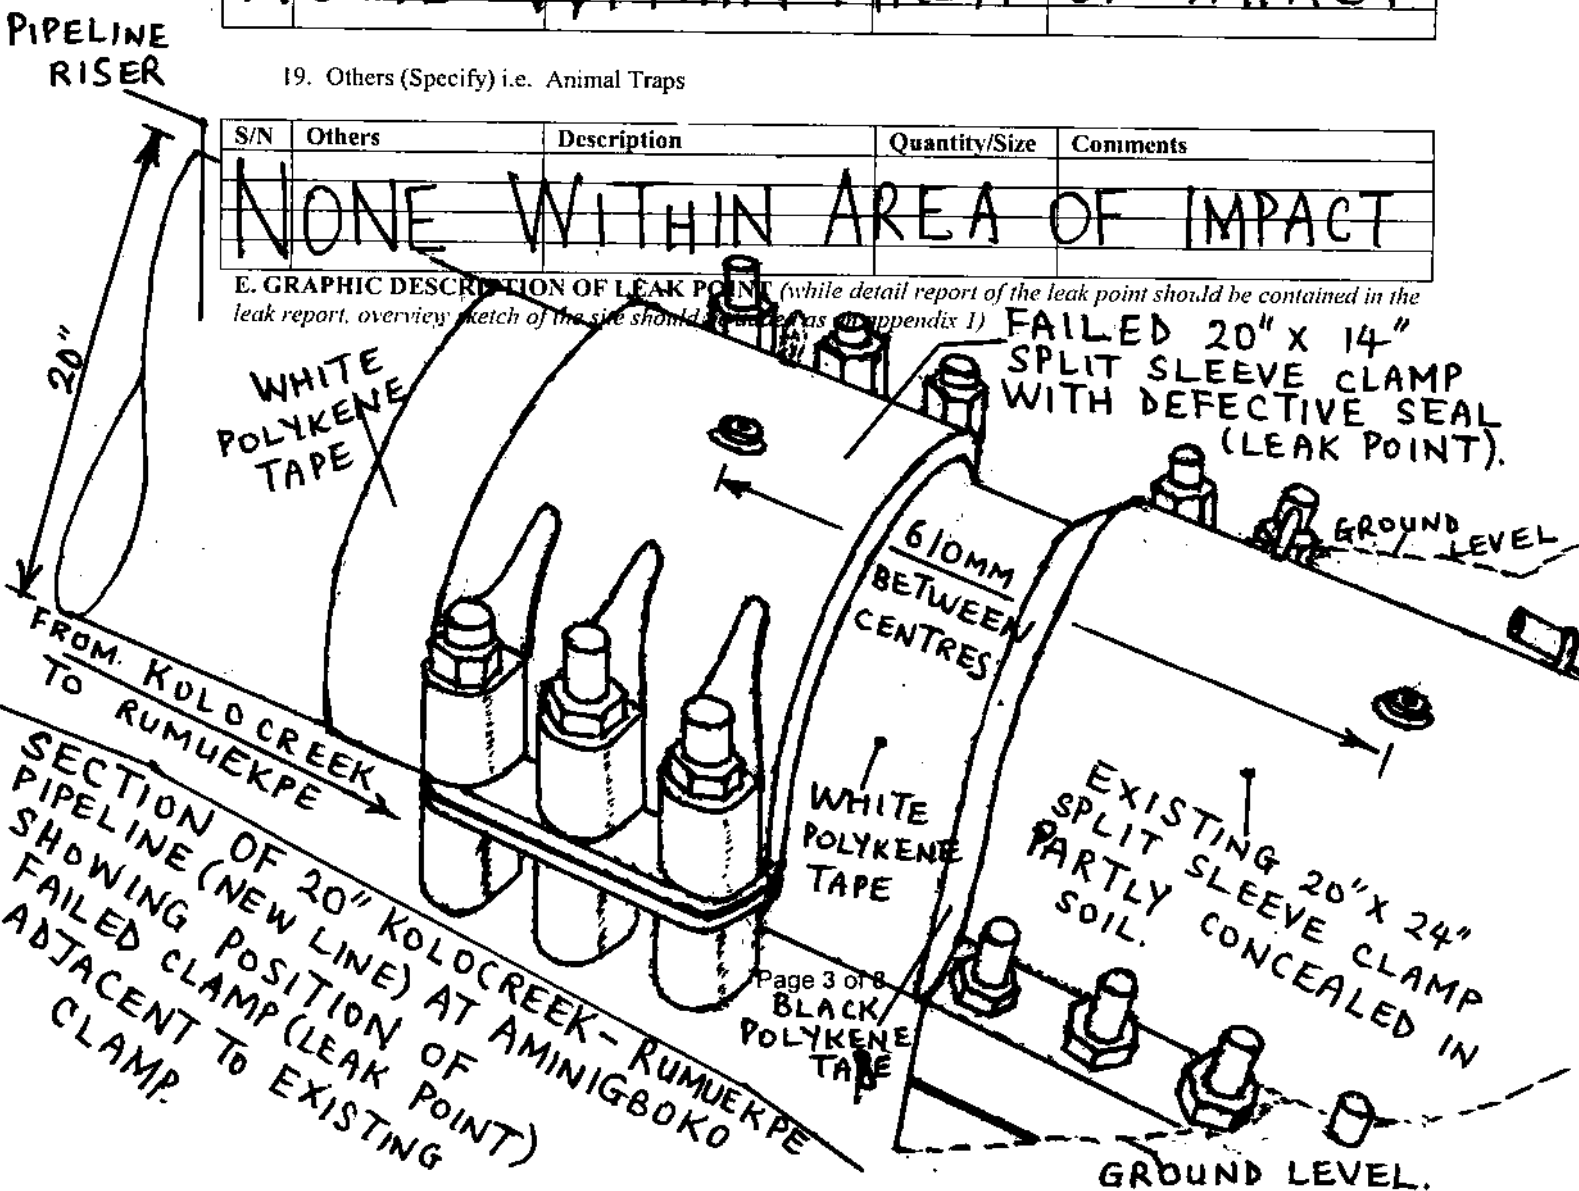 PIPELINE
RISER
19. Others (Specify) i.e. Animal Traps
S/N Others Description Quantity/Size Comments
NONE WITHIN AREA OF IMPACT
E. GRAPHIC DESCRIPTION OF LEAK POINT (while detail report of the leak point should be contained in the
leak report, overview sketch of the site should as an appendix 1)
20"
WHITE
POLYKENE
TAPE
FAILED 20" X 14"
SPLIT SLEEVE CLAMP
WITH DEFECTIVE SEAL
(LEAK POINT).
GROUND
LEVEL
610MM
BETWEEN
CENTRES
FROM KOLOCREEK
TO RUMUEKPE
SECTION OF 20" KOLOCREEK - RUMUEKPE
PIPELINE (NEW LINE) AT AMINIGBOKO
SHOWING POSITION OF
FAILED CLAMP (LEAK POINT)
ADJACENT TO EXISTING
CLAMP.
WHITE
POLYKENE
TAPE
EXISTING 20" X 24"
SPLIT SLEEVE CLAMP
PARTLY CONCEALED IN
SOIL.
Page 3 of 8
BLACK
POLYKENE
TAPE
GROUND LEVEL.